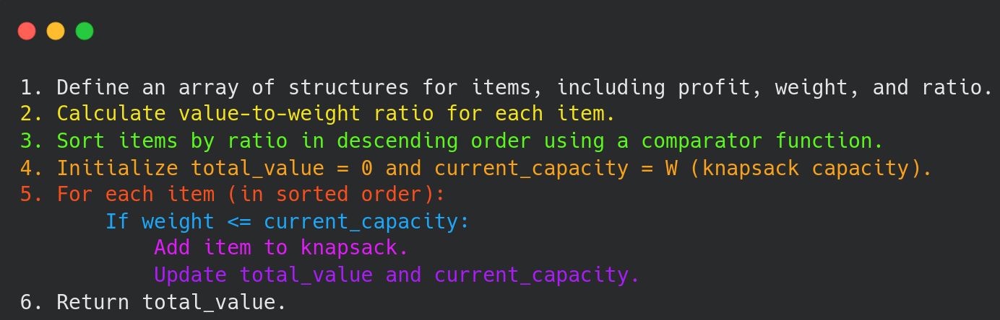 1. Define an array of structures for items, including profit, weight, and ratio.
2. Calculate value-to-weight ratio for each item.
3. Sort items by ratio in descending order using a comparator function.
4. Initialize total_value = 0 and current_capacity = W (knapsack capacity).
5. For each item (in sorted order):
If weight <= current_capacity:
Add item to knapsack.
Update total_value and current_capacity.
6. Return total_value.